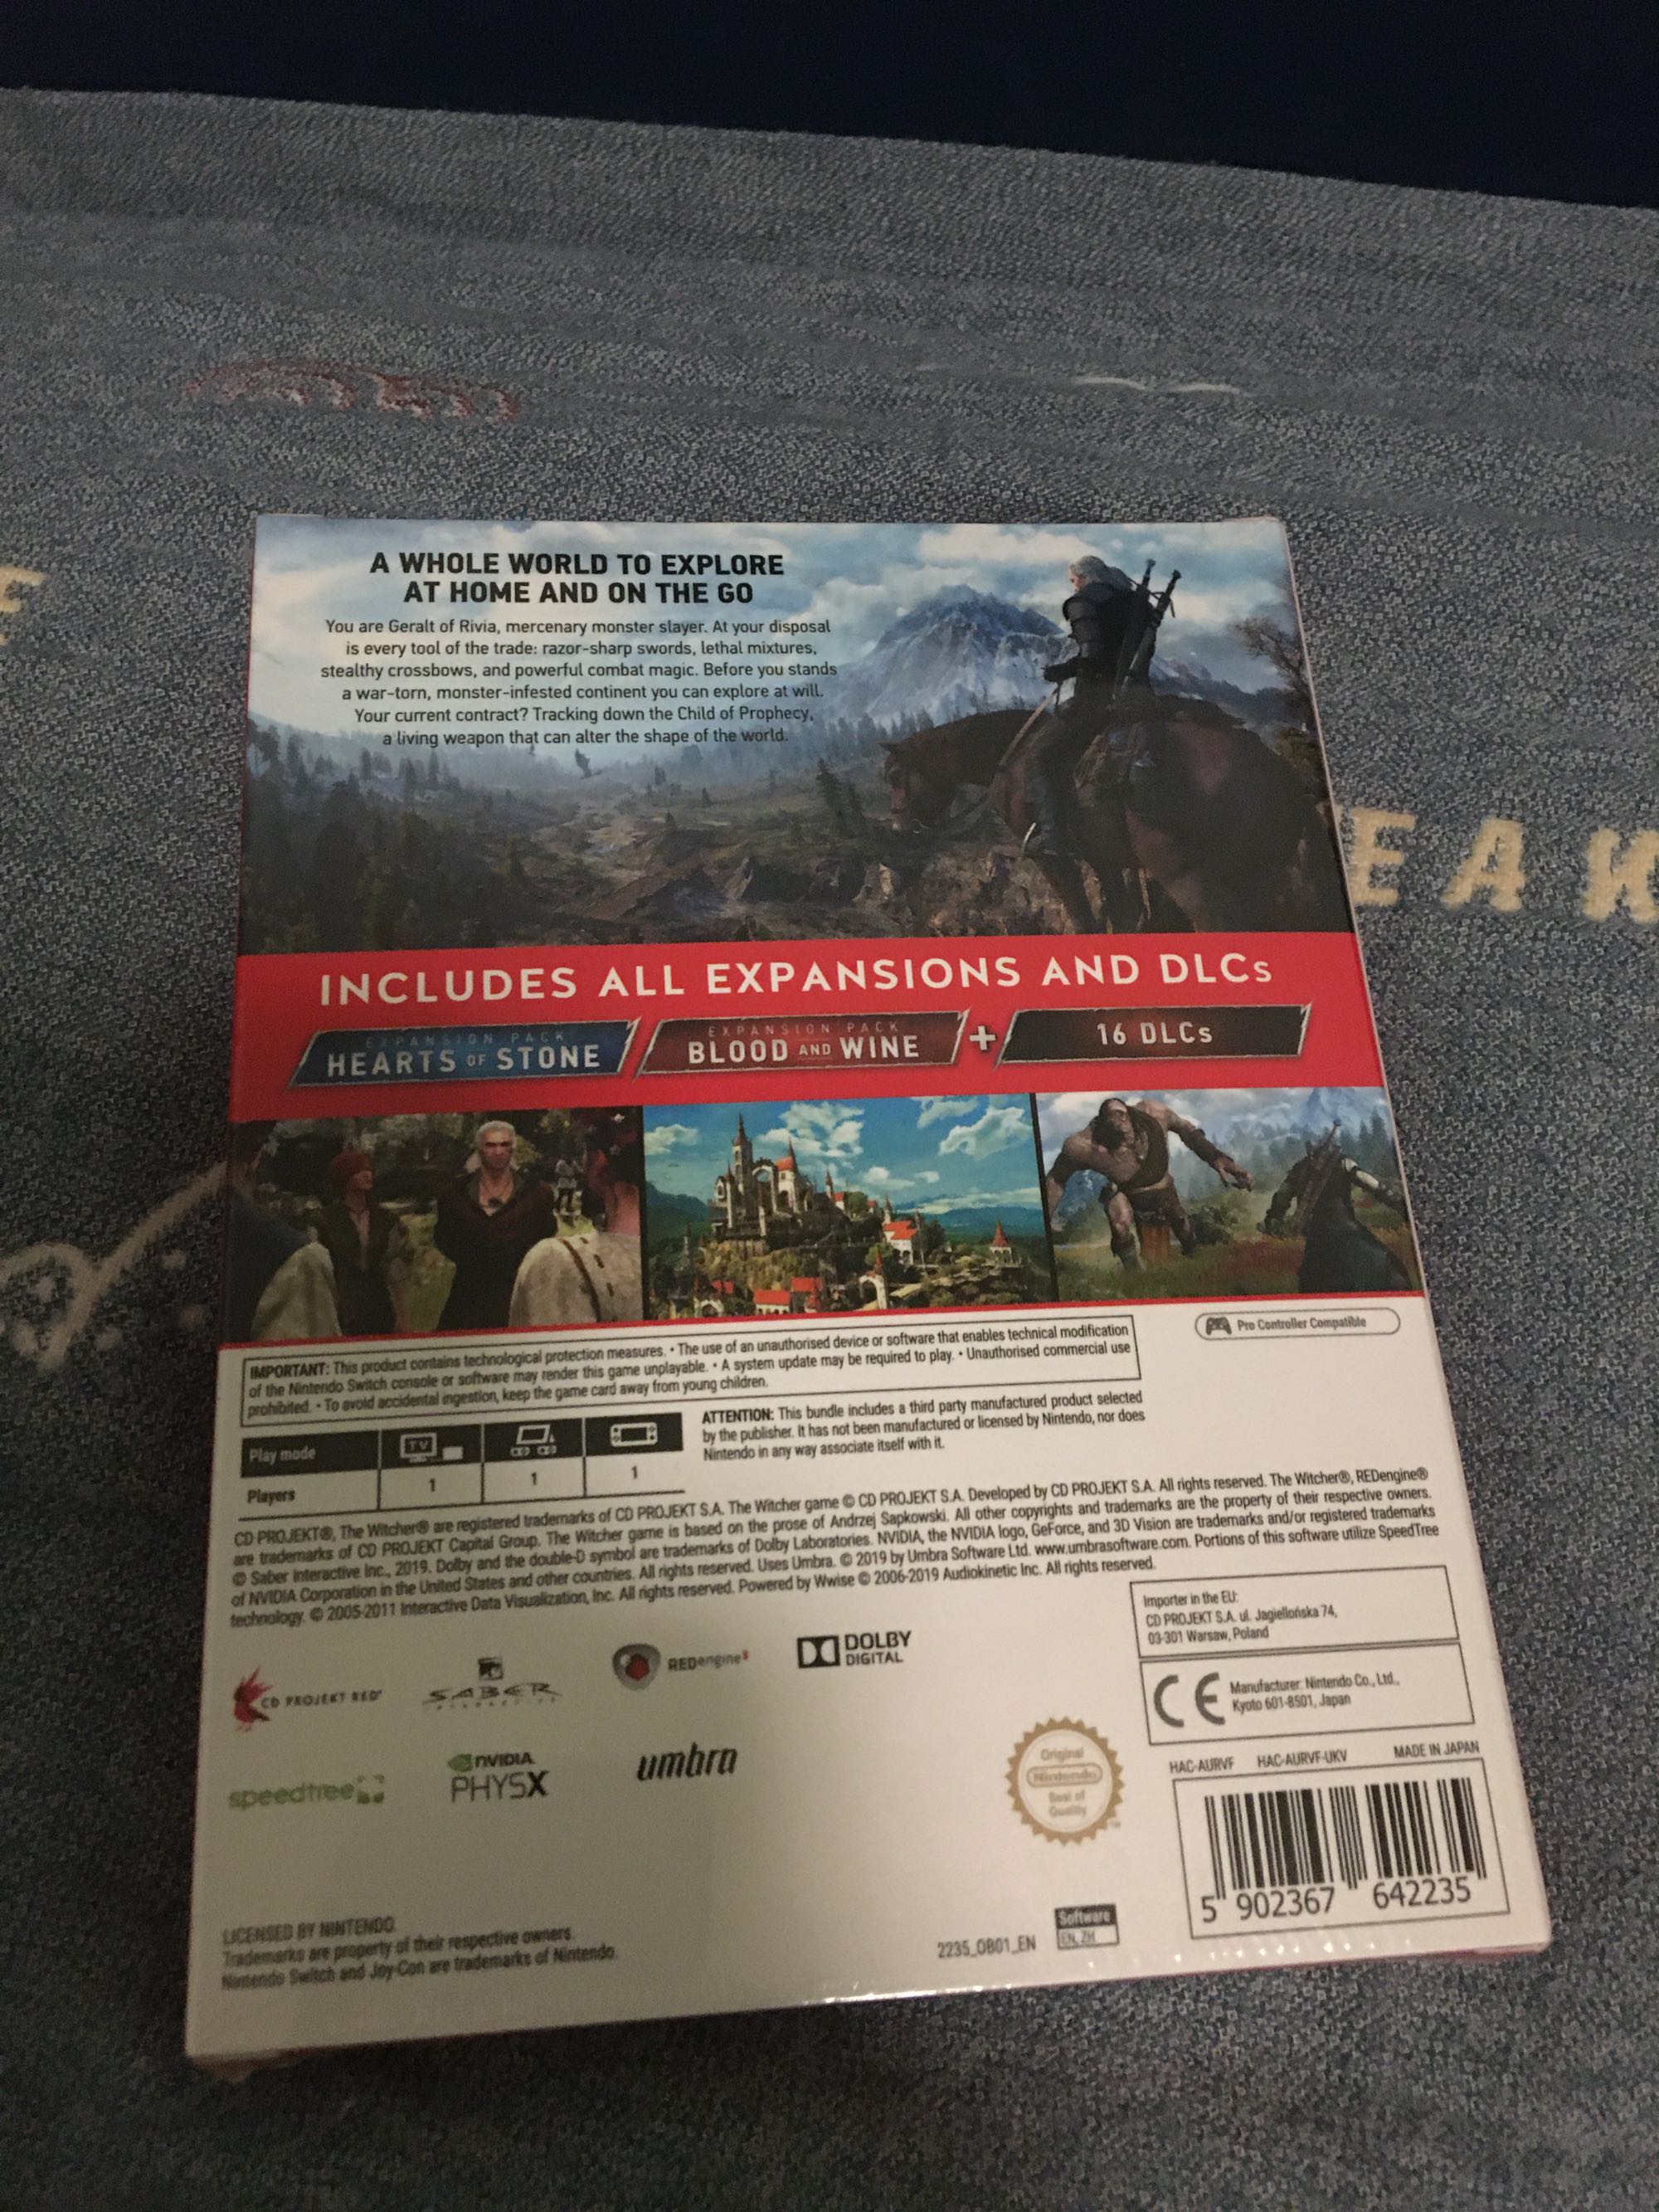 A WHOLE WORLD TO EXPLORE
AT HOME AND ON THE GO
You are Geralt of Rivia, mercenary monster slayer. At your disposal
is every tool of the trade: razor-sharp swords, lethal mixtures,
stealthy crossbows, and powerful combat magic. Before you stands
a war-torn, monster-infested continent you can explore at will.
Your current contract? Tracking down the Child of Prophecy,
a living weapon that can alter the shape of the world.
E A K
INCLUDES ALL EXPANSIONS AND DLCs
EXPANSION PACK
HEARTS OF STONE
EXPANSION PACK
BLOOD AND WINE
+
16 DLCs
IMPORTANT: This product contains technological protection measures. • The use of an unauthorised device or software that enables technical modification
of the Nintendo Switch console or software may render this game unplayable. • A system update may be required to play. • Unauthorised commercial use
prohibited. • To avoid accidental ingestion, keep the game card away from young children.
Pro Controller Compatible
Play mode
TV
Players 1 1 1
ATTENTION: This bundle includes a third party manufactured product selected
by the publisher. It has not been manufactured or licensed by Nintendo, nor does
Nintendo in any way associate itself with it.
CD PROJEKT®, The Witcher® are registered trademarks of CD PROJEKT S.A. The Witcher game © CD PROJEKT S.A. Developed by CD PROJEKT S.A. All rights reserved. The Witcher®, REDengine®
are trademarks of CD PROJEKT Capital Group. The Witcher game is based on the prose of Andrzej Sapkowski. All other copyrights and trademarks are the property of their respective owners.
© Saber Interactive Inc., 2019. Dolby and the double-D symbol are trademarks of Dolby Laboratories. NVIDIA, the NVIDIA logo, GeForce, and 3D Vision are trademarks and/or registered trademarks
of NVIDIA Corporation in the United States and other countries. All rights reserved. Uses Umbra. © 2019 by Umbra Software Ltd. www.umbrasoftware.com. Portions of this software utilize SpeedTree
technology. © 2005-2011 Interactive Data Visualization, Inc. All rights reserved. Powered by Wwise © 2006-2019 Audiokinetic Inc. All rights reserved.
Importer in the EU:
CD PROJEKT S.A. ul. Jagiellońska 74,
03-301 Warsaw, Poland
CD PROJEKT RED®
SABER
REDengine3
DOLBY
DIGITAL
CE
Manufacturer: Nintendo Co., Ltd.,
Kyoto 601-8501, Japan
speedtree
NVIDIA
PHYSX
umbra
Original
Nintendo
Seal of
Quality
HAC-AURVF HAC-AURVF-UKV MADE IN JAPAN
5 902367 642235
LICENSED BY NINTENDO
Trademarks are property of their respective owners.
Nintendo Switch and Joy-Con are trademarks of Nintendo.
2235_OB01_EN
Software
EN, ZH